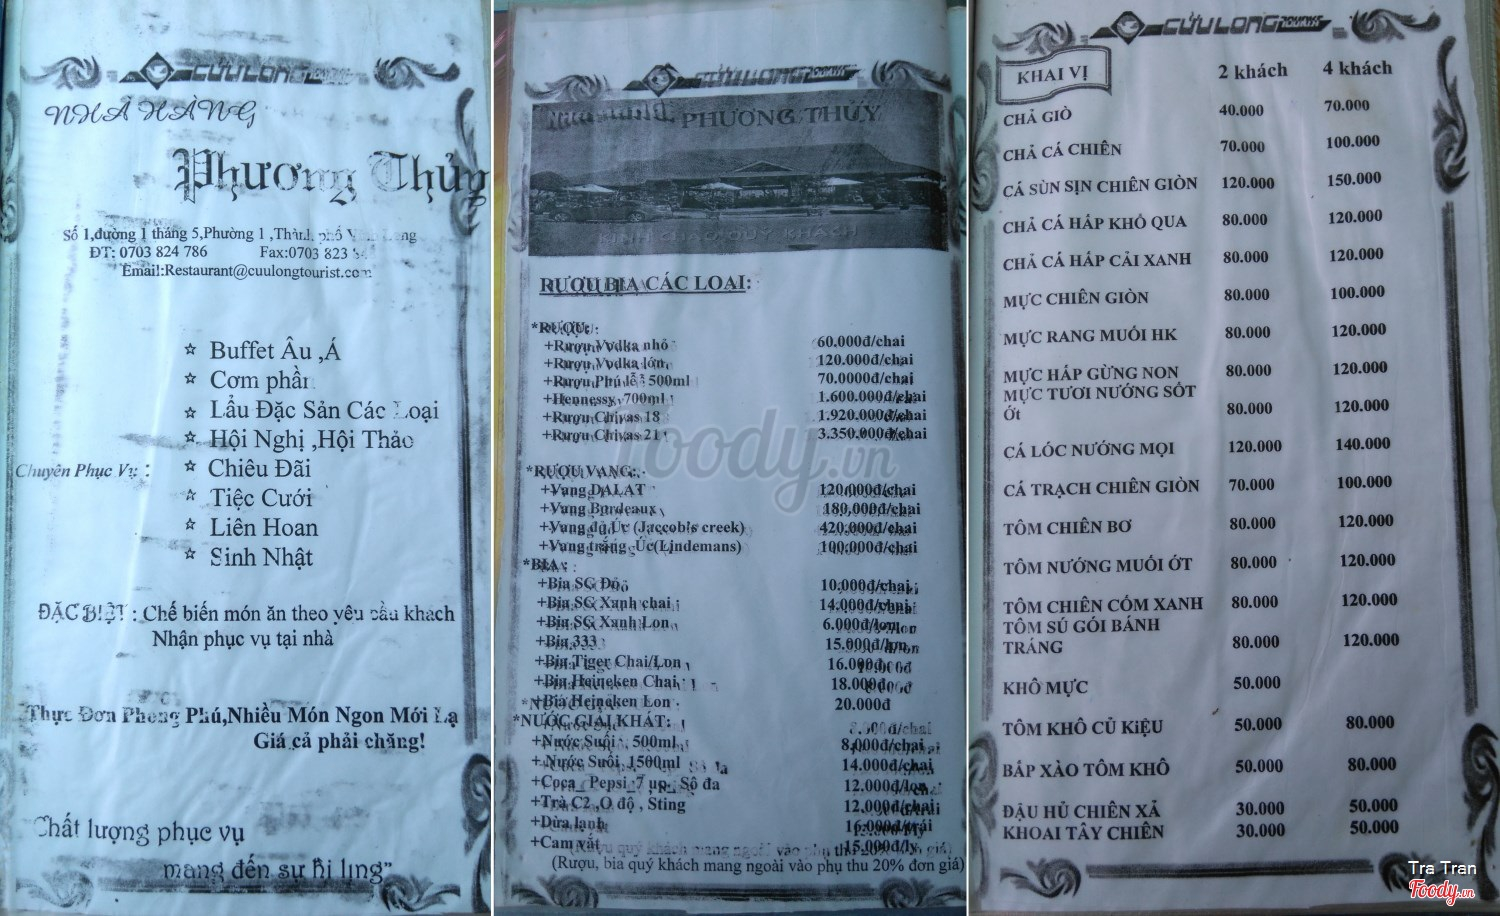 CỬU LONG TOURIST
NHÀ HÀNG
Phương Thủy
Số 1,đường 1 tháng 5,Phường 1 ,Thành phố Vĩnh Long
ĐT: 0703 824 786 Fax:0703 823
Email:Restaurant@cuulongtourist.com
Chuyên Phục Vụ :
☆ Buffet Âu ,Á
☆ Cơm phần
☆ Lẩu Đặc Sản Các Loại
☆ Hội Nghị ,Hội Thảo
☆ Chiêu Đãi
☆ Tiệc Cưới
☆ Liên Hoan
☆ Sinh Nhật
ĐẶC BIỆT : Chế biến món ăn theo yêu cầu khách
Nhận phục vụ tại nhà
Thực Đơn Phong Phú,Nhiều Món Ngon Mới Lạ
Giá cả phải chăng!
Chất lượng phục vụ
mang đến sự hài lòng"
CỬU LONG TOURIST
NHÀ HÀNG PHƯƠNG THỦY
KÍNH CHÀO QUÝ KHÁCH
RƯỢU BIA CÁC LOẠI:
*RƯỢU:
+Rượu Vodka nhỏ 60.000đ/chai
+Rượu Vodka lớn 120.000đ/chai
+Rượu Phú lễ 500ml 70.0000đ/chai
+Hennessy 700ml 1.600.000đ/chai
+Rượu Chivas 18 1.920.000đ/chai
+Rượu Chivas 21 3.350.000đ/chai
*RƯỢU VANG:
+Vang DALAT 120.000đ/chai
+Vang Bordeaux 180,000đ/chai
+Vang đỏ Úc (Jaccob's creek) 420.000đ/chai
+Vang trắng Úc(Lindemans) 100.000đ/chai
*BIA :
+Bia SG Đỏ 10,000đ/chai
+Bia SG Xanh chai 14.000đ/chai
+Bia SG Xanh Lon 6.000đ/lon
+Bia 333 15.000đ/lon
+Bia Tiger Chai/Lon 16.000đ
+Bia Heineken Chai 18.000đ
+Bia Heineken Lon 20.000đ
*NƯỚC GIẢI KHÁT:
+Nước Suối , 500ml 8,000đ/chai
+ Nước Suối 1500ml 14.000đ/chai
+Coca , Pepsi ,7 up, Sô đa 12.000đ/lon
+Trà C2 ,O độ , Sting 12.000đ/chai
+Dừa lạnh 16.000đ/trái
+Cam vắt 15.000đ/ly
(Rượu, bia quý khách mang ngoài vào phụ thu 20% đơn giá)
CỬU LONG TOURIST
KHAI VỊ 2 khách 4 khách
CHẢ GIÒ 40.000 70.000
CHẢ CÁ CHIÊN 70.000 100.000
CÁ SỦN SỊN CHIÊN GIÒN 120.000 150.000
CHẢ CÁ HẤP KHỔ QUA 80.000 120.000
CHẢ CÁ HẤP CẢI XANH 80.000 120.000
MỰC CHIÊN GIÒN 80.000 100.000
MỰC RANG MUỐI HK 80.000 120.000
MỰC HẤP GỪNG NON 80.000 120.000
MỰC TƯƠI NƯỚNG SỐT
ỚT 80.000 120.000
CÁ LÓC NƯỚNG MỌI 120.000 140.000
CÁ TRẠCH CHIÊN GIÒN 70.000 100.000
TÔM CHIÊN BƠ 80.000 120.000
TÔM NƯỚNG MUỐI ỚT 80.000 120.000
TÔM CHIÊN CỐM XANH 80.000 120.000
TÔM SÚ GÓI BÁNH
TRÁNG 80.000 120.000
KHÔ MỰC 50.000
TÔM KHÔ CỦ KIỆU 50.000 80.000
BẮP XÀO TÔM KHÔ 50.000 80.000
ĐẬU HỦ CHIÊN XẢ 30.000 50.000
KHOAI TÂY CHIÊN 30.000 50.000
foody.vn
Tra Tran
Foody.vn